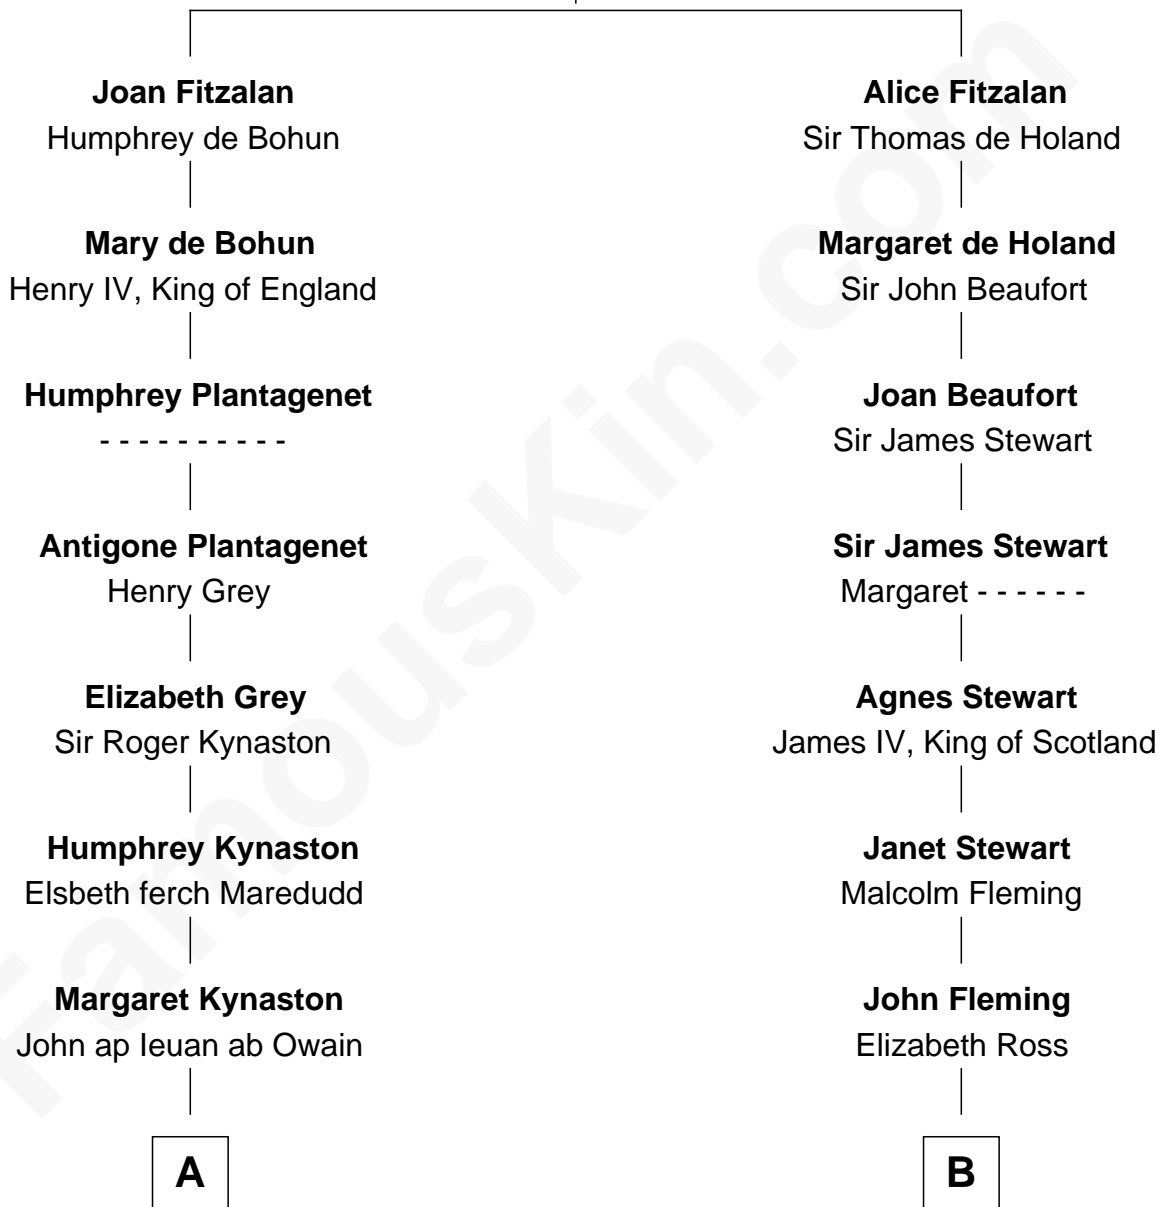 Joan Fitzalan
Humphrey de Bohun
Mary de Bohun
Henry IV, King of England
Humphrey Plantagenet
- - - - - - - - - -
Antigone Plantagenet
Henry Grey
Elizabeth Grey
Sir Roger Kynaston
Humphrey Kynaston
Elsbeth ferch Maredudd
Margaret Kynaston
John ap Ieuan ab Owain
A
Alice Fitzalan
Sir Thomas de Holand
Margaret de Holand
Sir John Beaufort
Joan Beaufort
Sir James Stewart
Sir James Stewart
Margaret - - - - - -
Agnes Stewart
James IV, King of Scotland
Janet Stewart
Malcolm Fleming
John Fleming
Elizabeth Ross
B
FamousKin.com